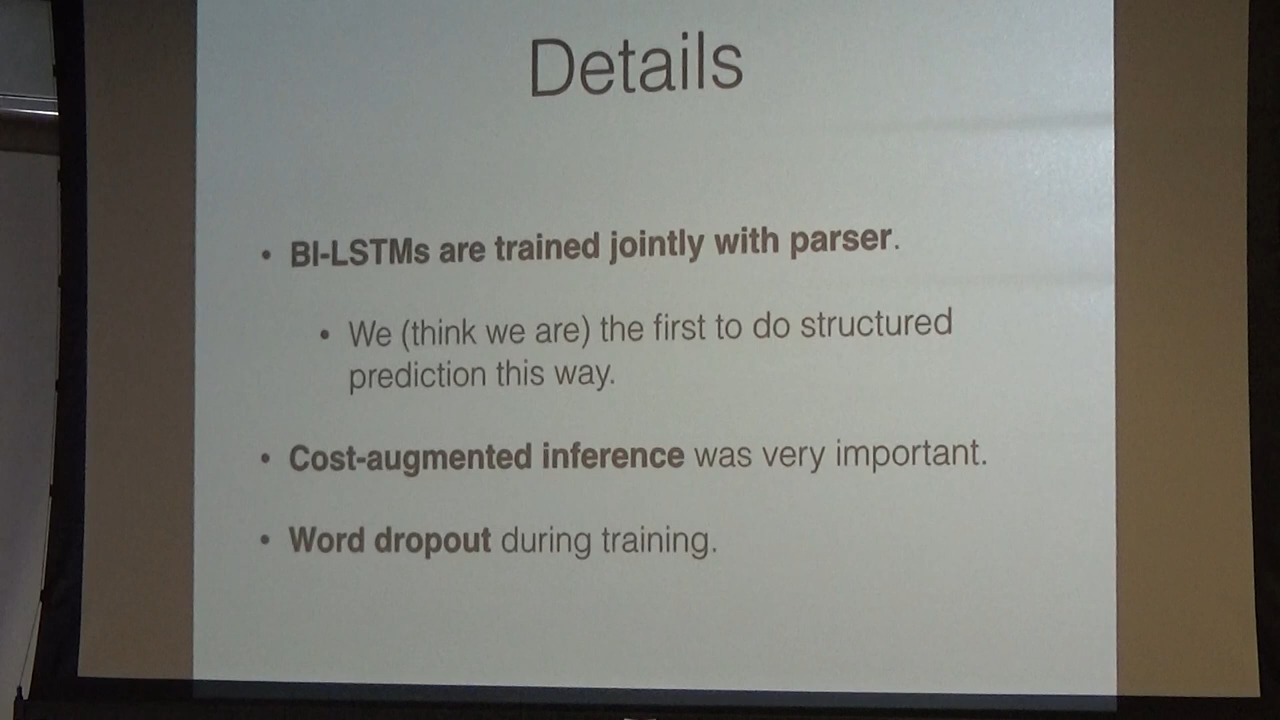 Details
• BI-LSTMs are trained jointly with parser.
• We (think we are) the first to do structured
prediction this way.
• Cost-augmented inference was very important.
• Word dropout during training.